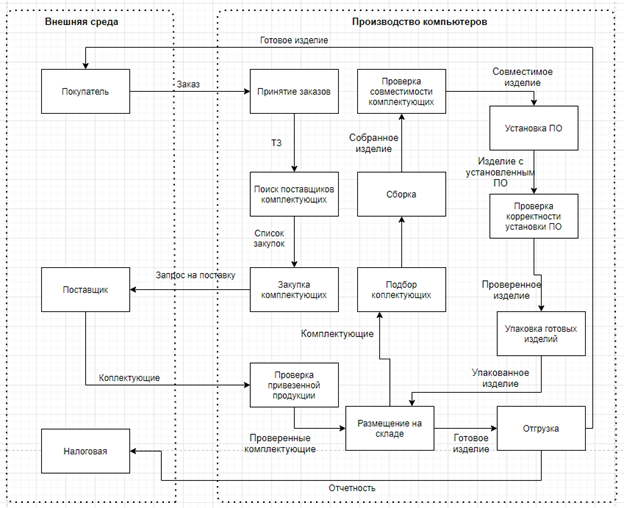 Внешняя среда
Производство компьютеров
Готовое изделие
Покупатель
Заказ
Принятие заказов
Проверка
совместимости
комплектующих
Совместимое
изделие
Установка ПО
ТЗ
Собранное
изделие
Изделие с
установленным
ПО
Поиск поставщиков
комплектующих
Сборка
Проверка
корректности
установки ПО
Список
закупок
Запрос на поставку
Поставщик
Закупка
комплектующих
Подбор
коплектующих
Проверенное
изделие
Комплектующие
Упаковка готовых
изделий
Коплектующие
Проверка
привезенной
продукции
Упакованное
изделие
Размещение на
складе
Отгрузка
Проверенные
комплектующие
Готовое
изделие
Налоговая
Отчетность